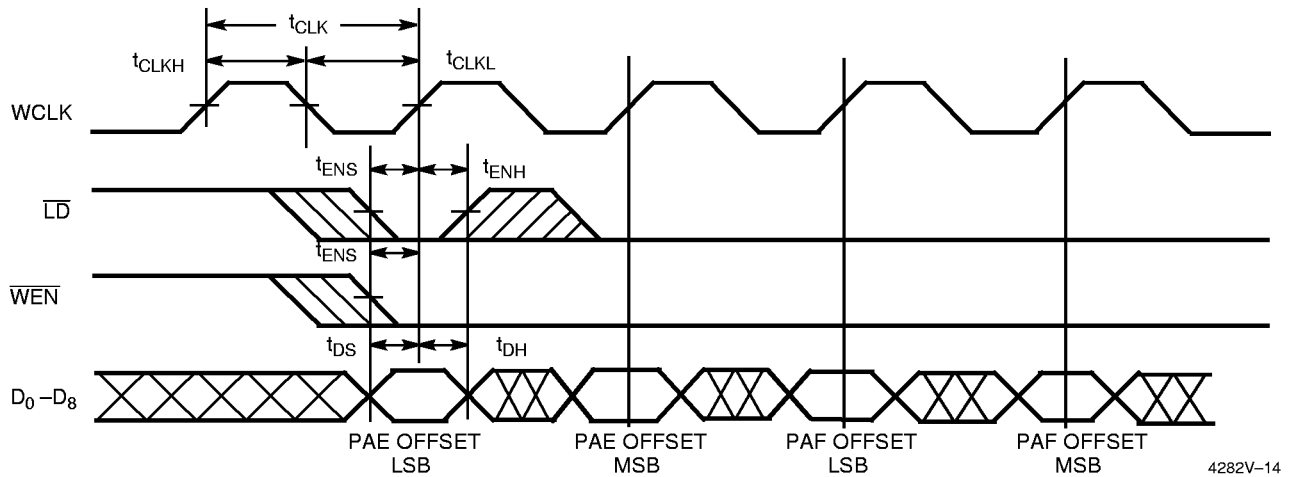 tCLK
tCLKH
tCLKL
WCLK
tENS
tENH
LD
tENS
WEN
tDS
tDH
D0 –D8
PAE OFFSET
LSB
PAE OFFSET
MSB
PAF OFFSET
LSB
PAF OFFSET
MSB
4282V–14